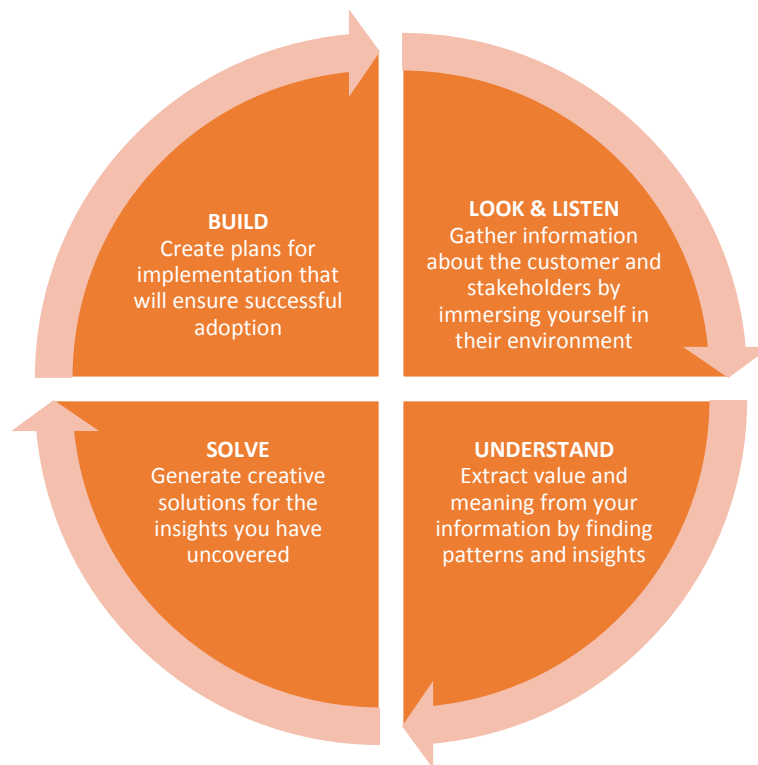 BUILD
Create plans for
implementation that
will ensure successful
adoption
LOOK & LISTEN
Gather information
about the customer and
stakeholders by
immersing yourself in
their environment
SOLVE
Generate creative
solutions for the
insights you have
uncovered
UNDERSTAND
Extract value and
meaning from your
information by finding
patterns and insights